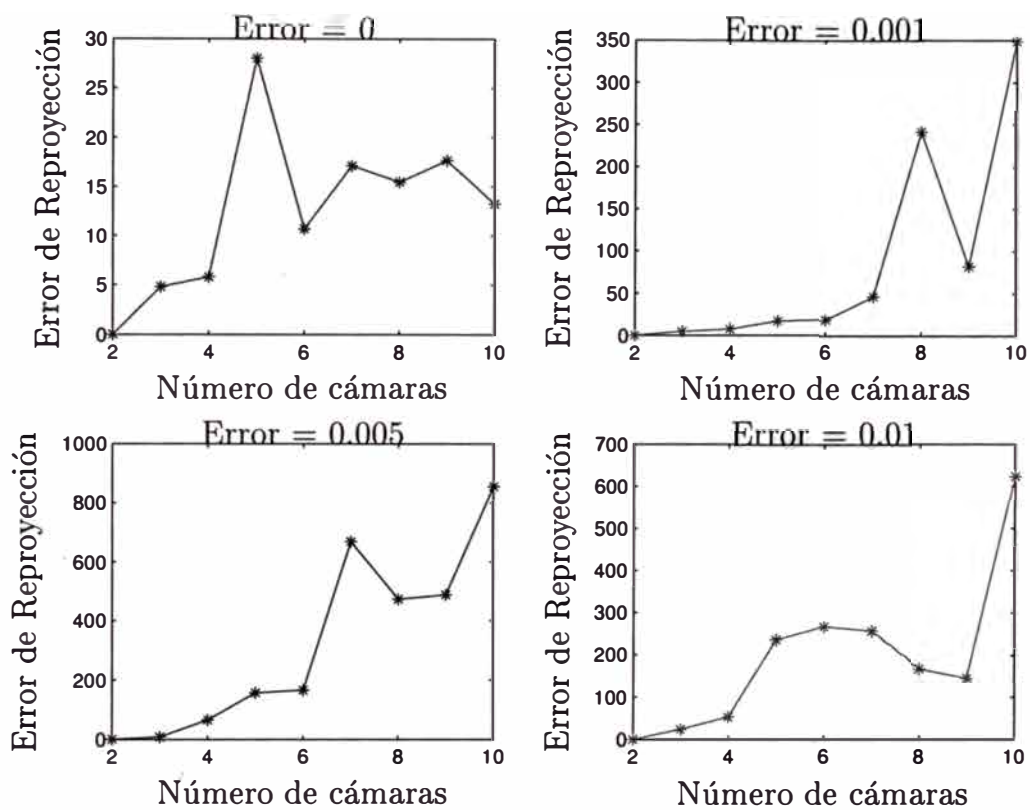 Error = 0
30
25
20
15
10
5
0
2 4 6 8 10
Error de Reproyección
Número de cámaras
Error = 0.001
350
300
250
200
150
100
50
0
2 4 6 8 10
Error de Reproyección
Número de cámaras
Error = 0.005
1000
800
600
400
200
0
2 4 6 8 10
Error de Reproyección
Número de cámaras
Error = 0.01
700
600
500
400
300
200
100
0
2 4 6 8 10
Error de Reproyección
Número de cámaras